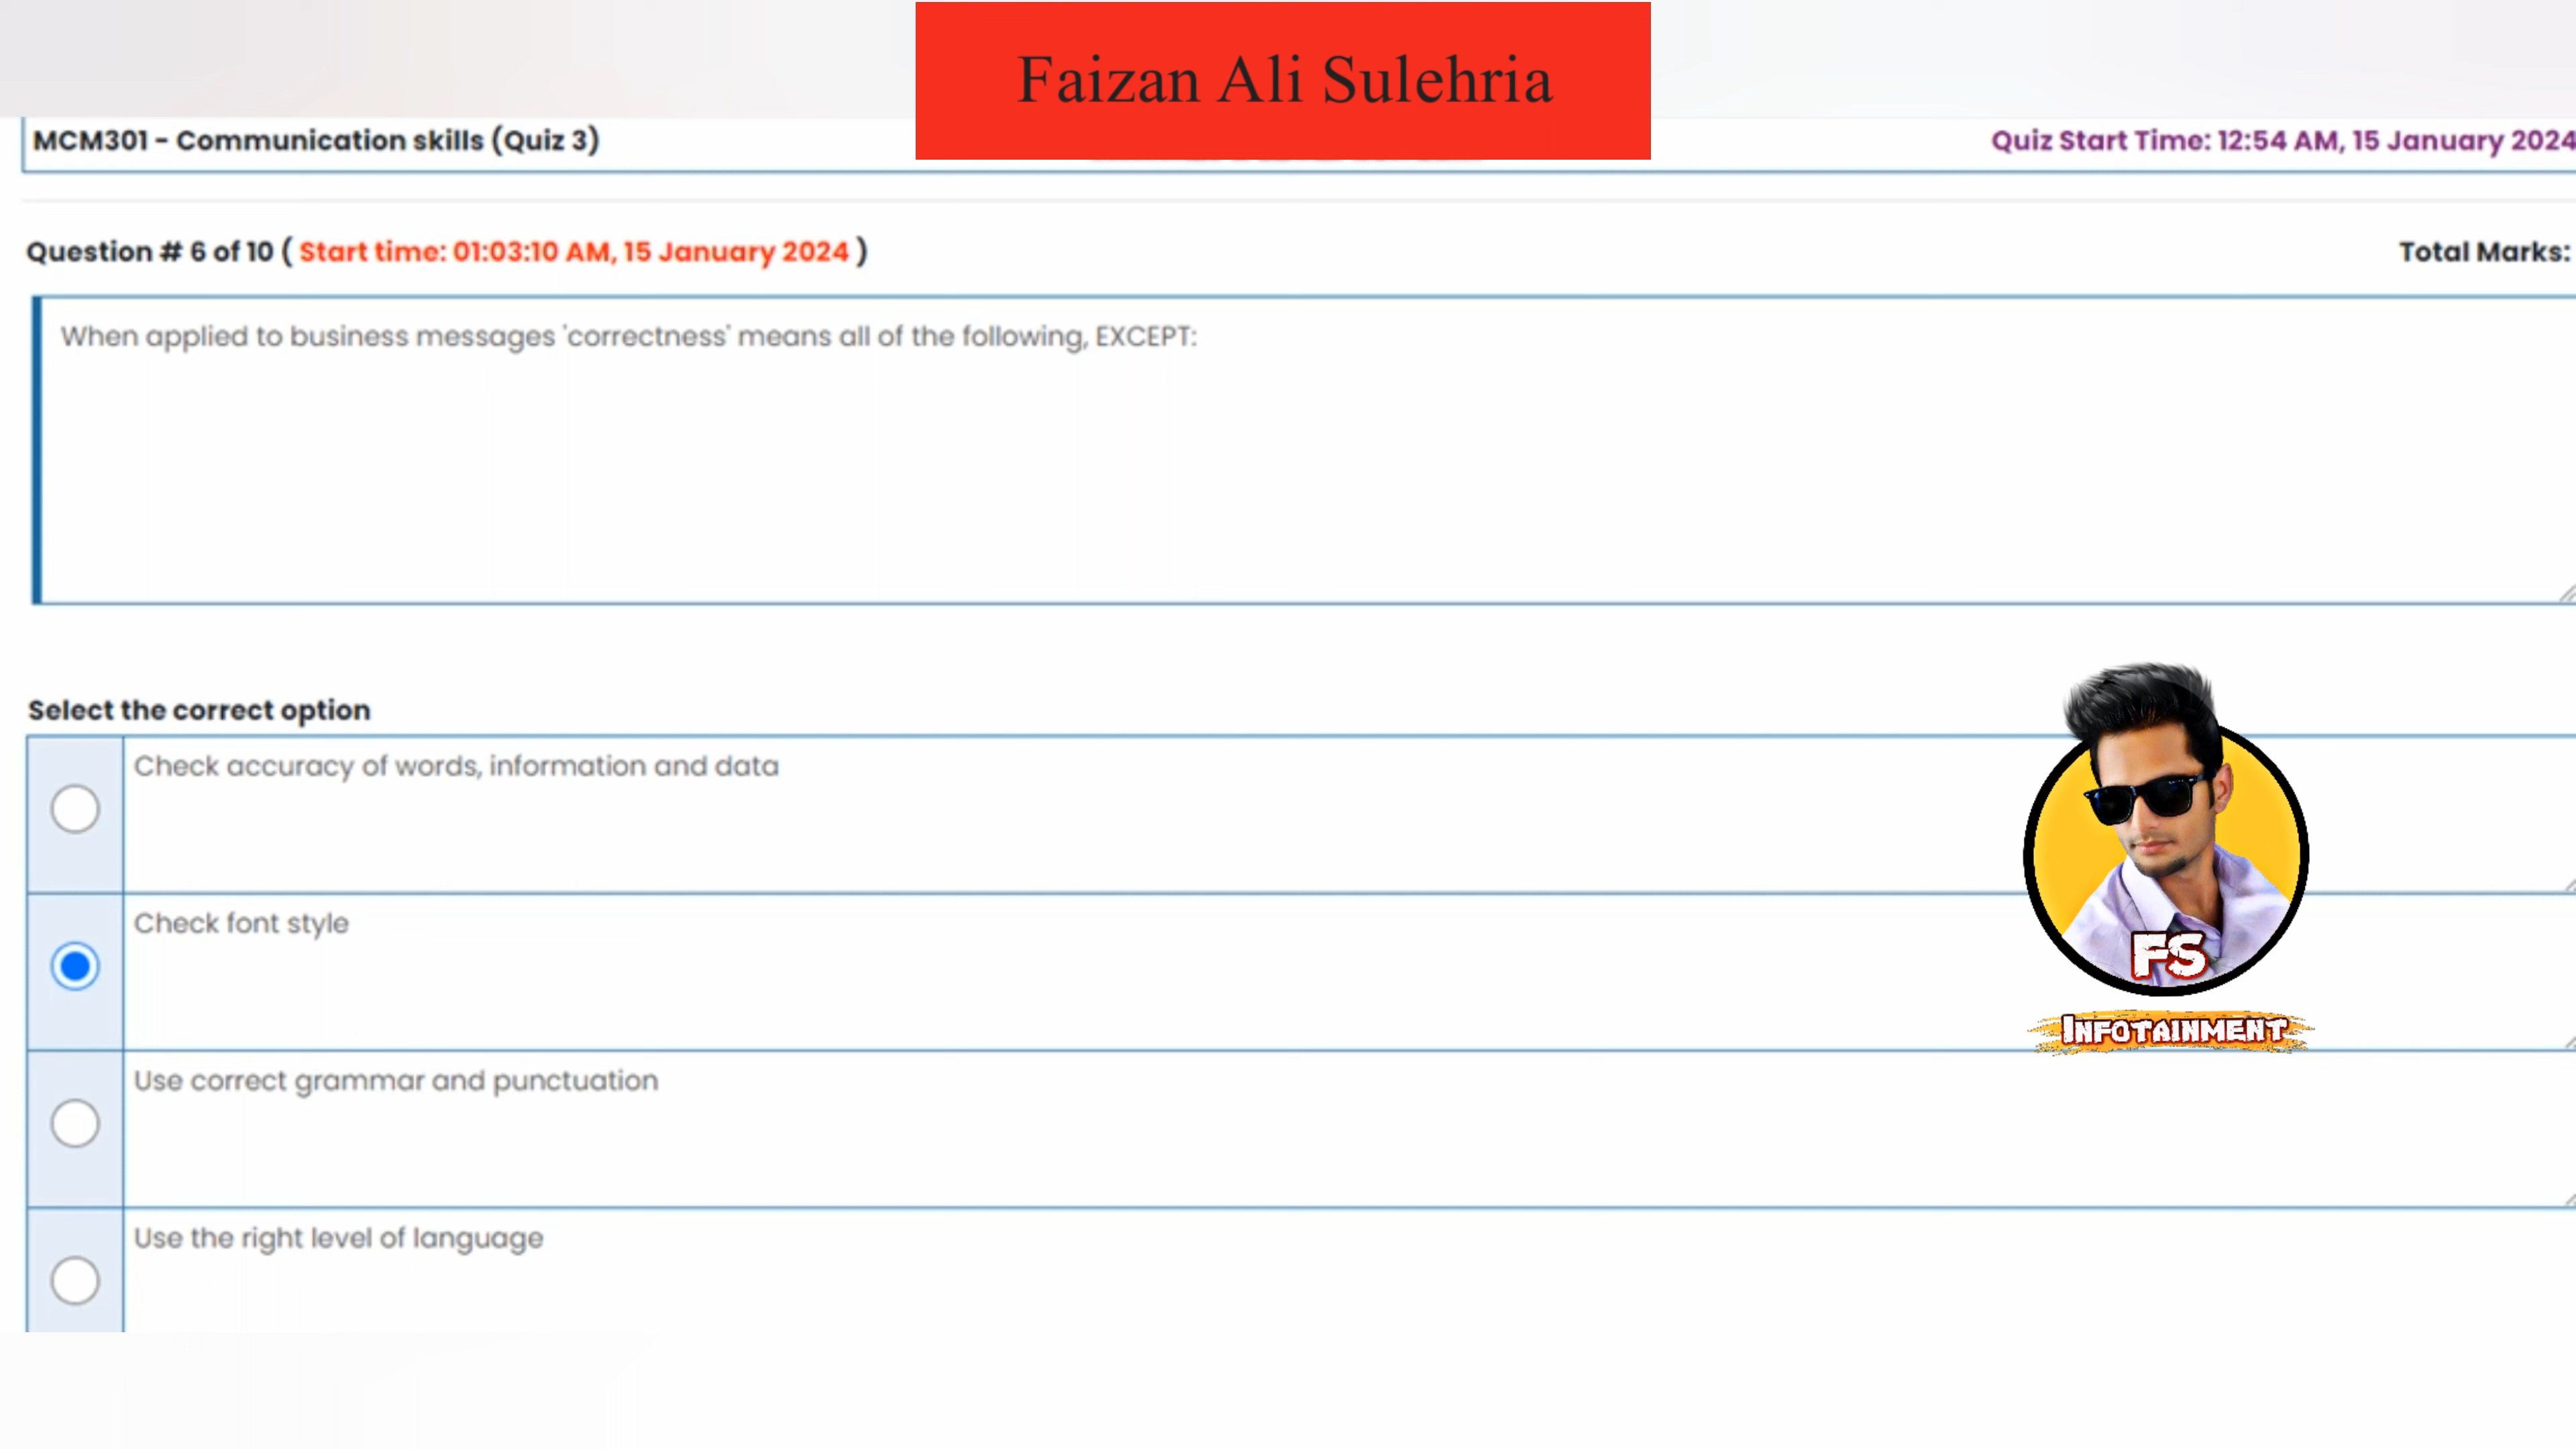 Faizan Ali Sulehria
MCM301 - Communication skills (Quiz 3)
Quiz Start Time: 12:54 AM, 15 January 2024
Question # 6 of 10 ( Start time: 01:03:10 AM, 15 January 2024 )
Total Marks:
When applied to business messages 'correctness' means all of the following, EXCEPT:
Select the correct option
Check accuracy of words, information and data
Check font style
Use correct grammar and punctuation
Use the right level of language
FS
INFOTAINMENT